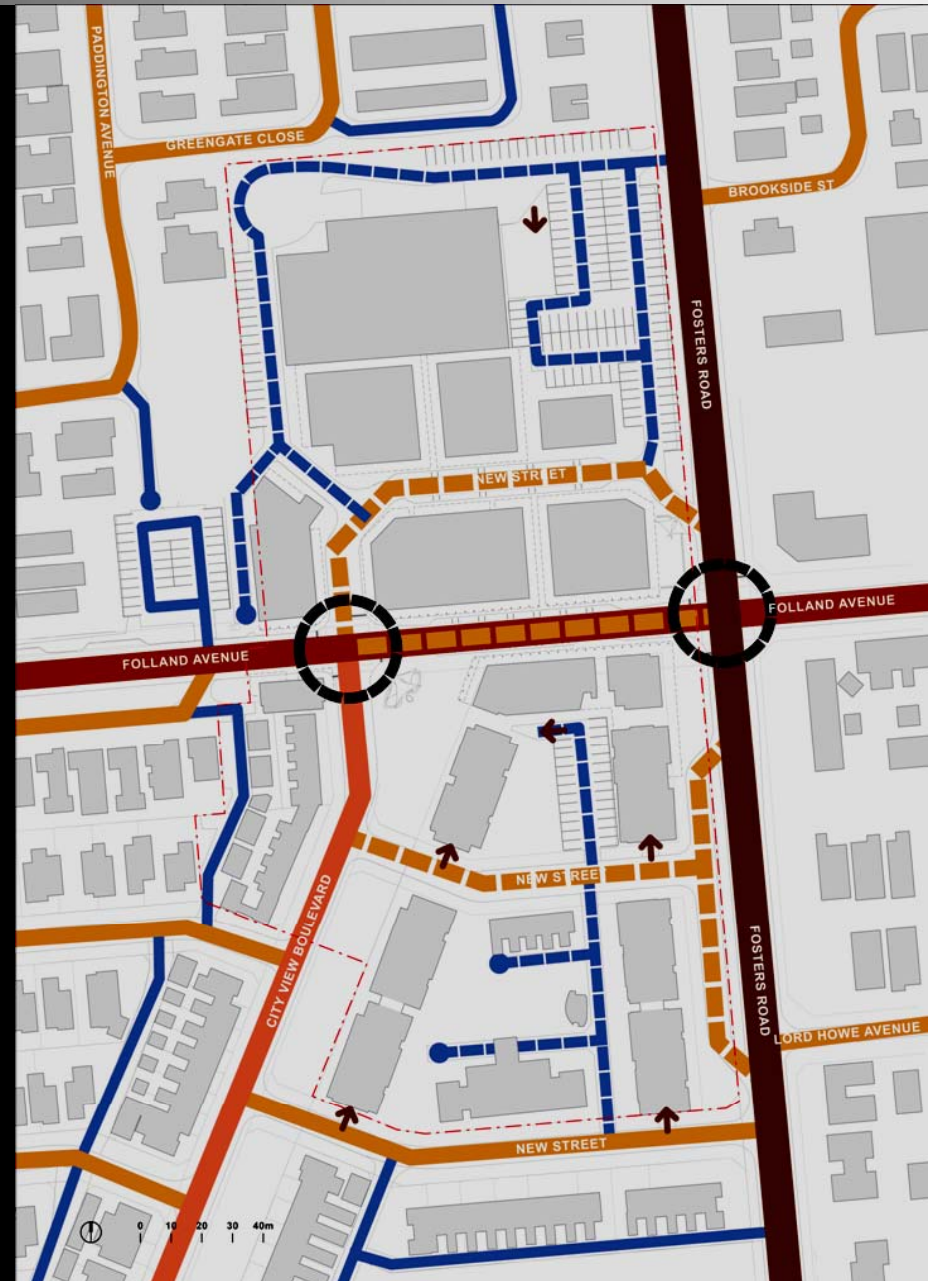 PADDINGTON AVENUE
GREENGATE CLOSE
BROOKSIDE ST
FOSTERS ROAD
NEW STREET
FOLLAND AVENUE
FOLLAND AVENUE
CITY VIEW BOULEVARD
NEW STREET
FOSTERS ROAD
LORD HOWE AVENUE
NEW STREET
0 10 20 30 40m